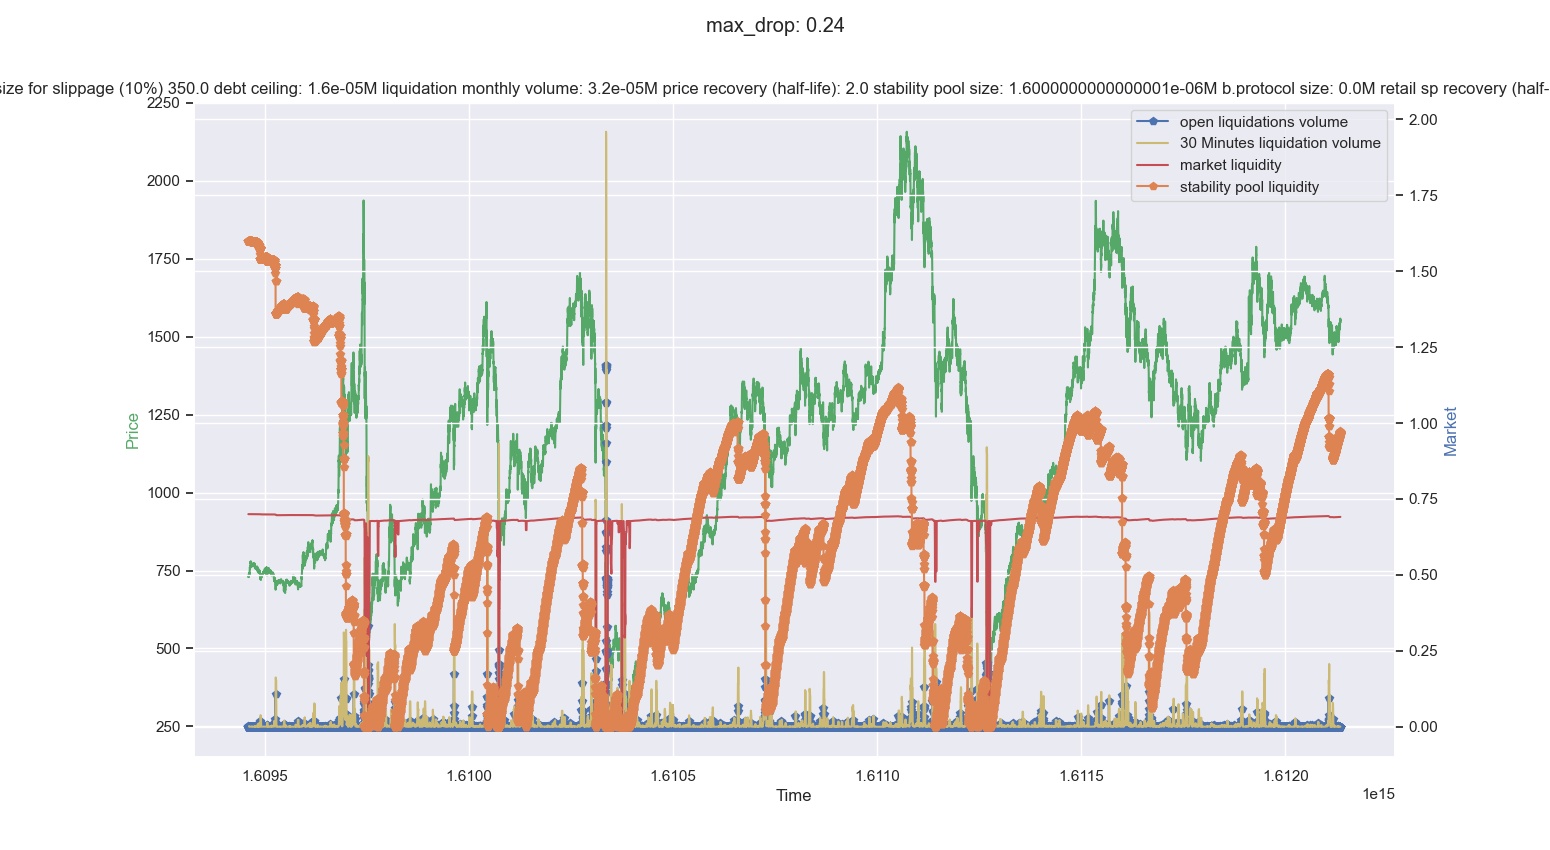 max_drop: 0.24
size for slippage (10%) 350.0 debt ceiling: 1.6e-05M liquidation monthly volume: 3.2e-05M price recovery (half-life): 2.0 stability pool size: 1.6000000000000001e-06M b.protocol size: 0.0M retail sp recovery (half-
2250
2000
1750
1500
1250
1000
750
500
250
Price
open liquidations volume
30 Minutes liquidation volume
market liquidity
stability pool liquidity
2.00
1.75
1.50
1.25
1.00
0.75
0.50
0.25
0.00
Market
1.6095
1.6100
1.6105
1.6110
1.6115
1.6120
Time
1e15